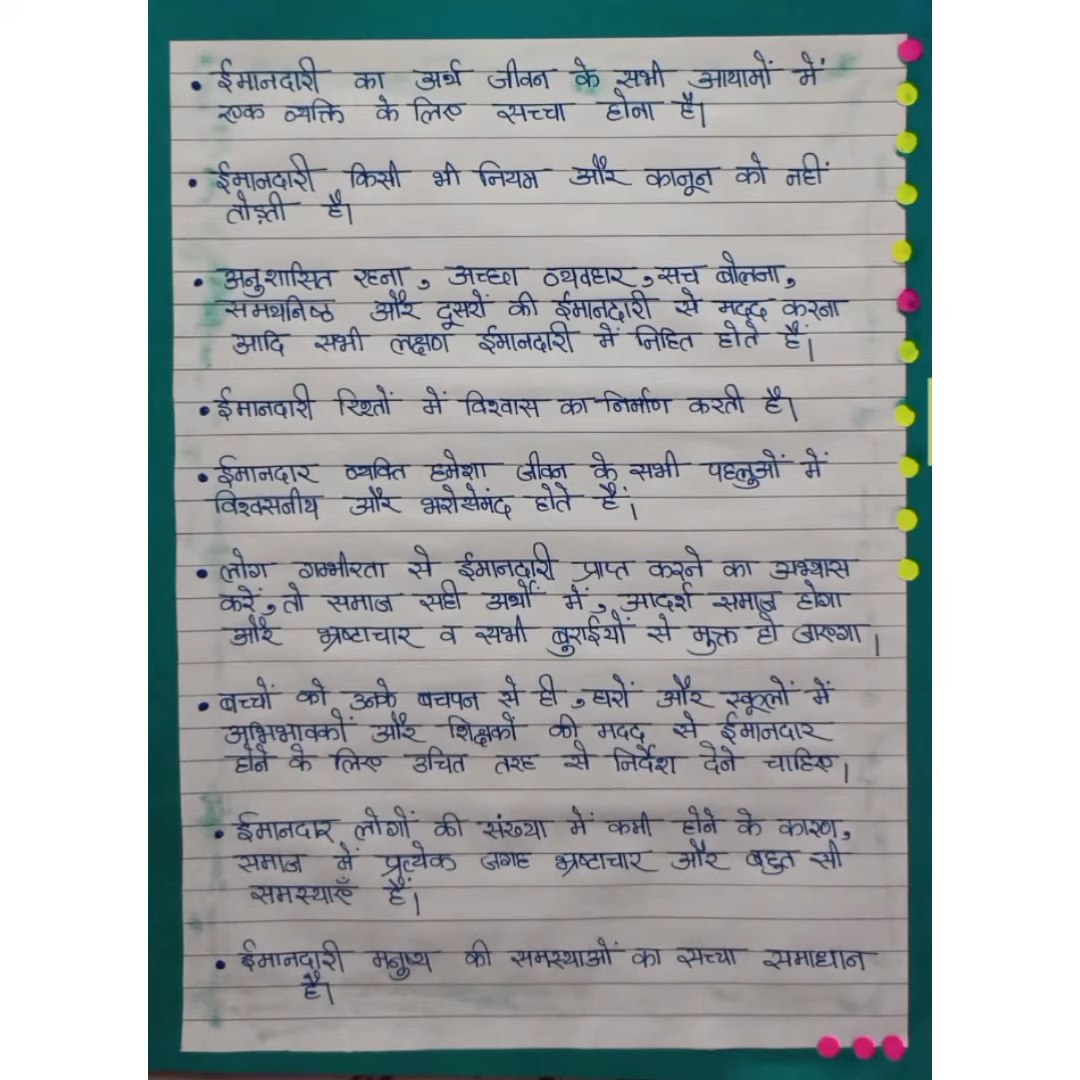 • ईमानदारी का अर्थ जीवन के सभी आयामों में
एक व्यक्ति के लिए सच्चा होना है।
• ईमानदारी किसी भी नियम और कानून को नहीं
तोड़ती है।
• अनुशासित रहना, अच्छा व्यवहार, सच बोलना,
समयनिष्ठ और दूसरों की ईमानदारी से मदद करना
आदि सभी लक्षण ईमानदारी में निहित होते हैं।
• ईमानदारी रिश्तों में विश्वास का निर्माण करती है।
• ईमानदार व्यक्ति हमेशा जीवन के सभी पहलुओं में
विश्वसनीय और भरोसेमंद होते हैं।
• लोग गम्भीरता से ईमानदारी प्राप्त करने का अभ्यास
करें, तो समाज सही अर्थों में, आदर्श समाज होगा
और भ्रष्टाचार व सभी बुराईयों से मुक्त हो जाएगा।
• बच्चों को उनके बचपन से ही, घरों और स्कूलों में
अभिभावकों और शिक्षकों की मदद से ईमानदार
होने के लिए उचित तरह से निर्देश देने चाहिए।
• ईमानदार लोगों की संख्या में कमी होने के कारण,
समाज में प्रत्येक जगह भ्रष्टाचार और बहुत सी
समस्याएँ हैं।
• ईमानदारी मनुष्य की समस्याओं का सच्चा समाधान
है।